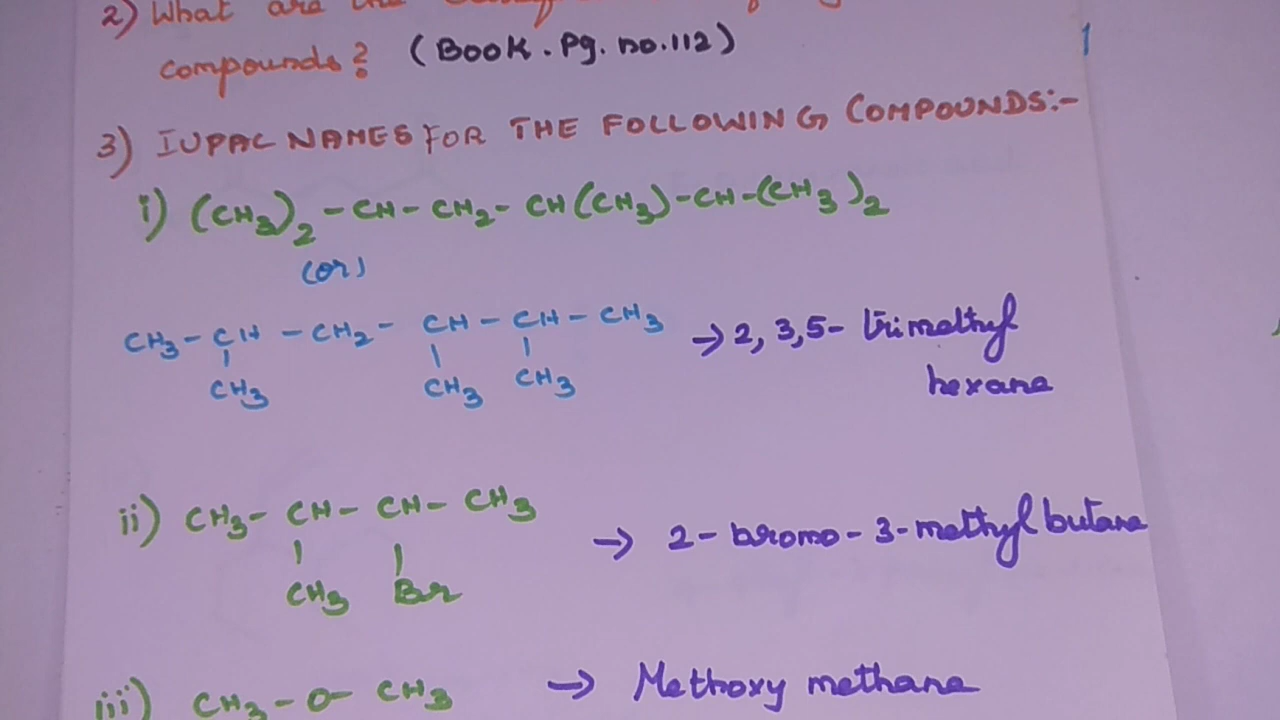 2) What are the
compounds? (Book. Pg. no.112)
1
3) IUPAC NAMES FOR THE FOLLOWING COMPOUNDS:-
i) (CH3)2 - CH - CH2 - CH(CH3) - CH - (CH3)2
(or)
CH3 - CH - CH2 - CH - CH - CH3 → 2, 3,5- trimethyl
| | |
CH3 CH3 CH3 hexane
ii) CH3 - CH - CH - CH3
| | → 2 - bromo - 3 - methyl butane
CH3 Br
iii) CH3 - O - CH3 → Methoxy methane